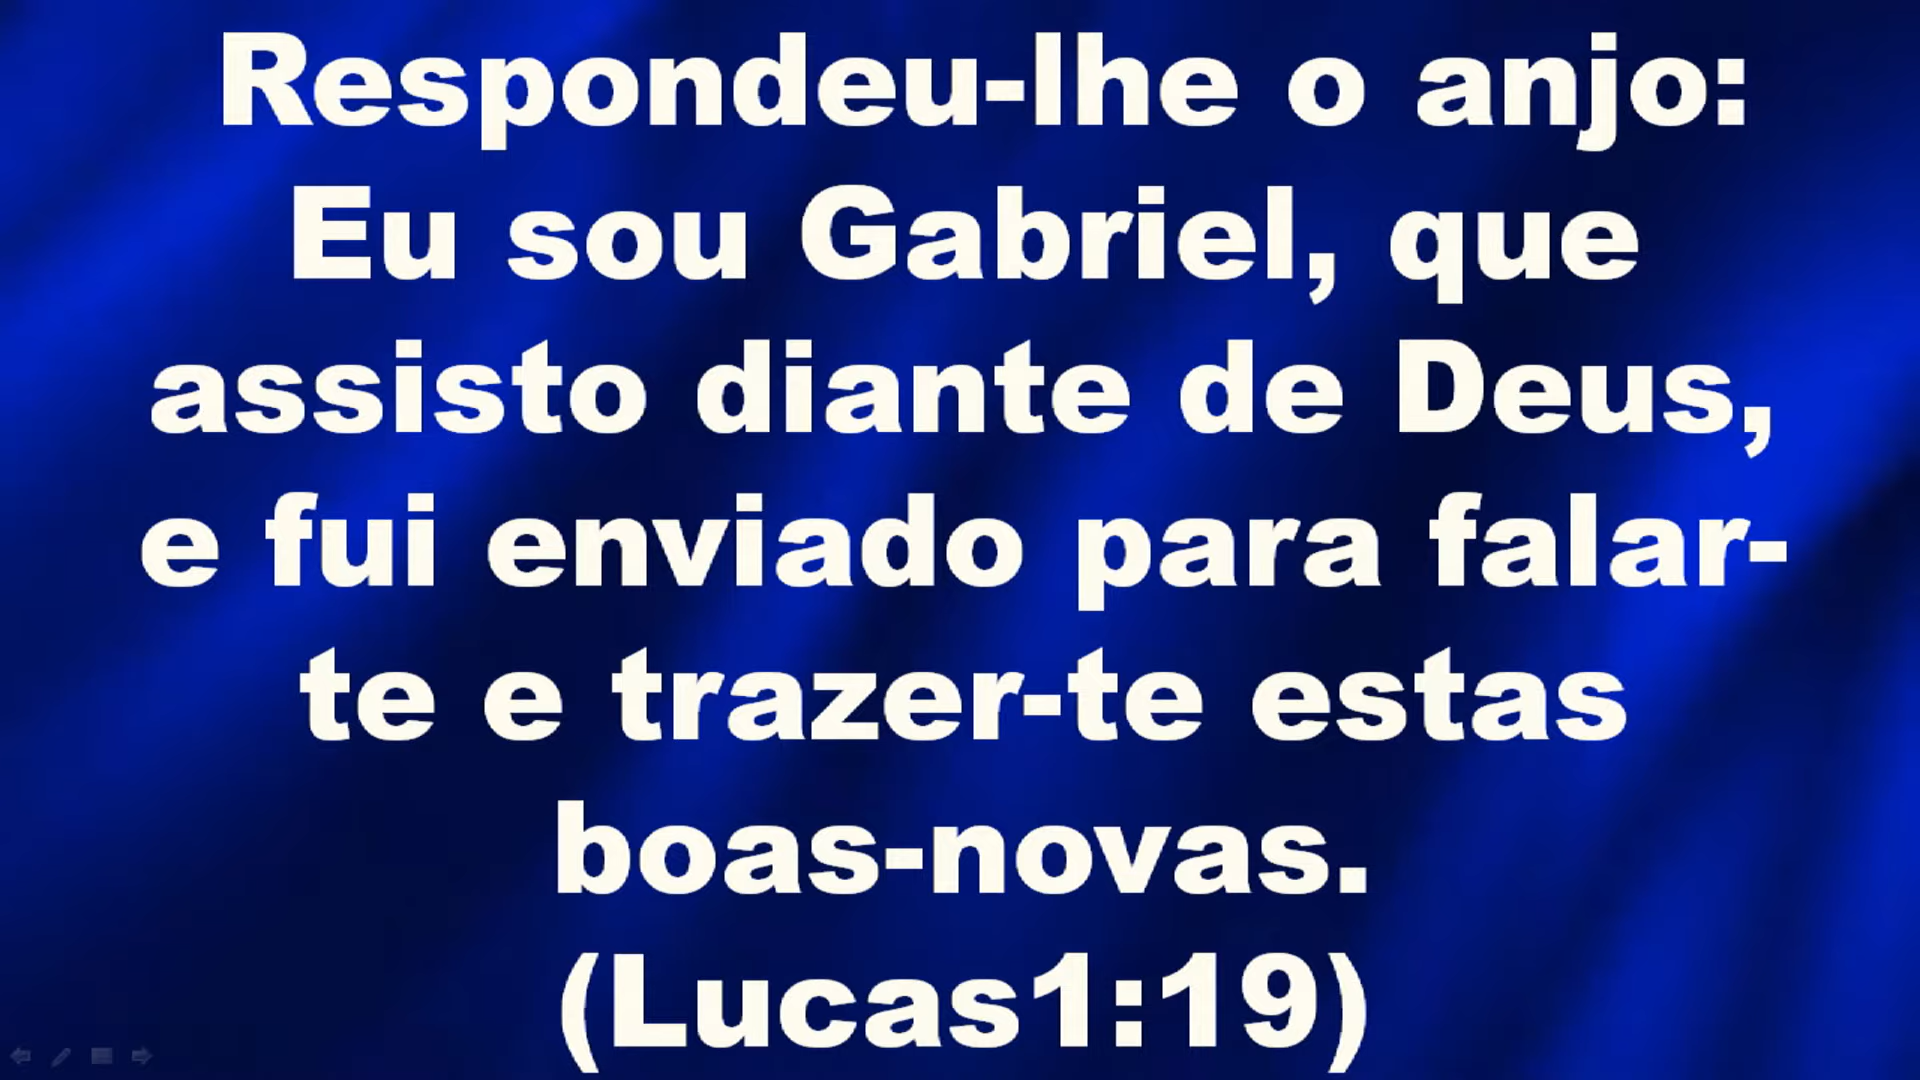 Respondeu-lhe o anjo:
Eu sou Gabriel, que
assisto diante de Deus,
e fui enviado para falar-
te e trazer-te estas
boas-novas.
(Lucas1:19)